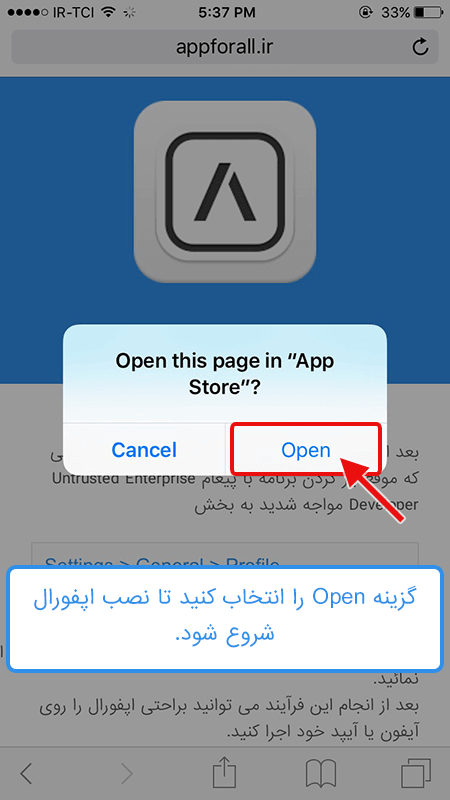 IR-TCI 5:37 PM 33%
appforall.ir
Open this page in “App
Store”?
Cancel Open
بعد
که موقع باز کردن برنامه با پیغام Untrusted Enterprise
Developer مواجه شدید به بخش
Settings > General > Profile
گزینه Open را انتخاب کنید تا نصب اپفورال
شروع شود.
نمائید.
بعد از انجام این فرآیند می توانید براحتی اپفورال را روی
آیفون یا آیپد خود اجرا کنید.